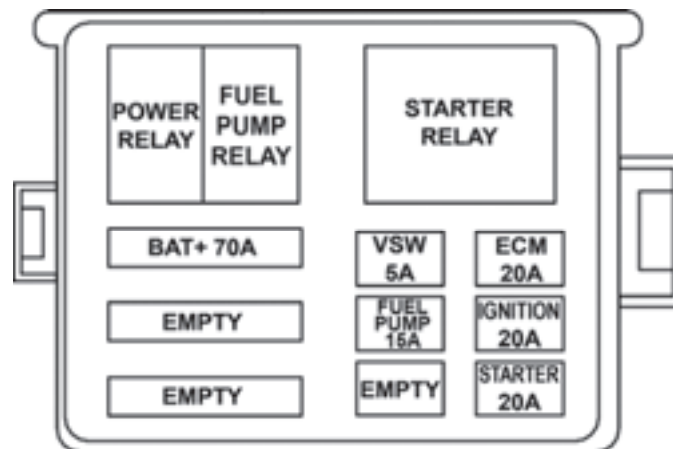 POWER
RELAY
FUEL
PUMP
RELAY
STARTER
RELAY
BAT+ 70A
VSW
5A
ECM
20A
EMPTY
FUEL
PUMP
15A
IGNITION
20A
EMPTY
EMPTY
STARTER
20A